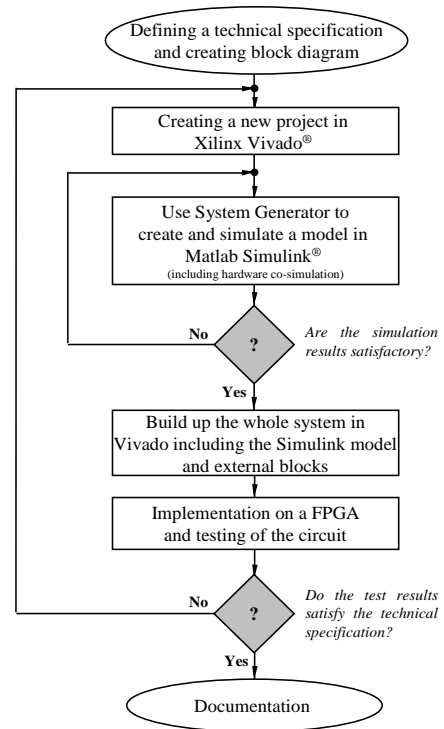 Defining a technical specification
and creating block diagram
Creating a new project in
Xilinx Vivado®
Use System Generator to
create and simulate a model in
Matlab Simulink®
(including hardware co-simulation)
No
?
Are the simulation
results satisfactory?
Yes
Build up the whole system in
Vivado including the Simulink model
and external blocks
Implementation on a FPGA
and testing of the circuit
No
?
Do the test results
satisfy the technical
specification?
Yes
Documentation